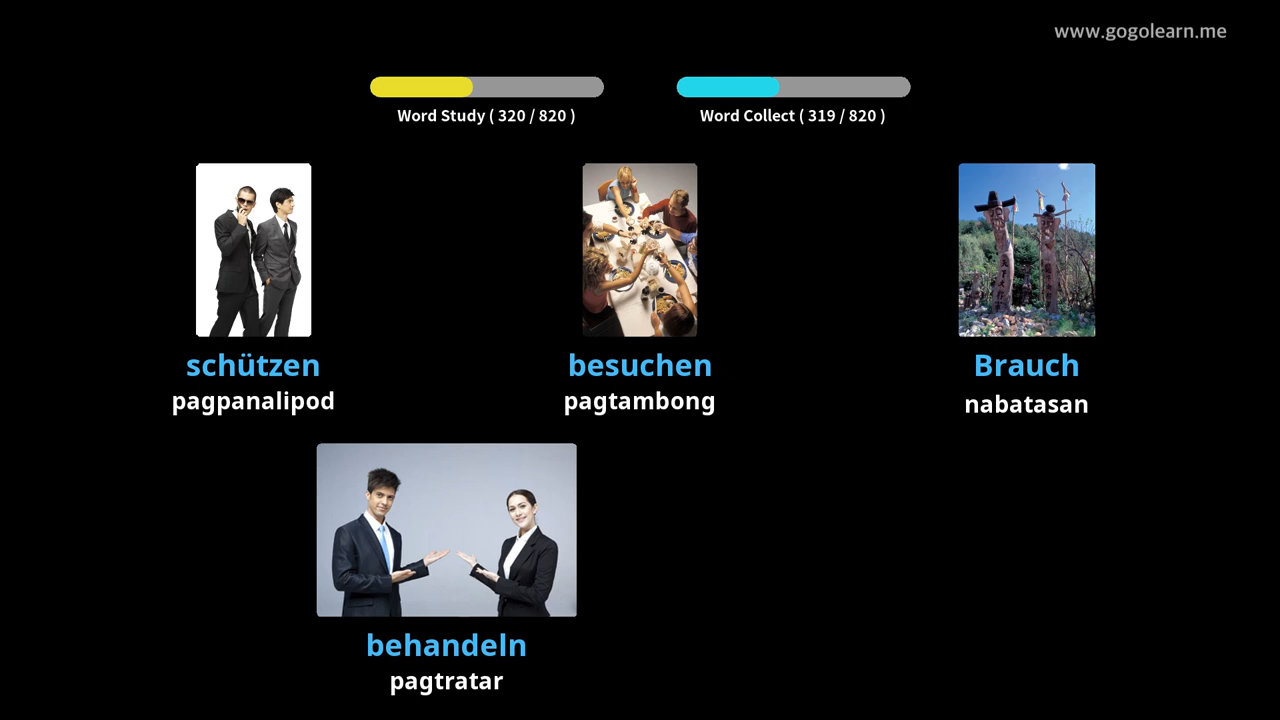 www.gogolearn.me
Word Study ( 320 / 820 )
Word Collect ( 319 / 820 )
schützen
pagpanalipod
besuchen
pagtambong
Brauch
nabatasan
behandeln
pagtratar